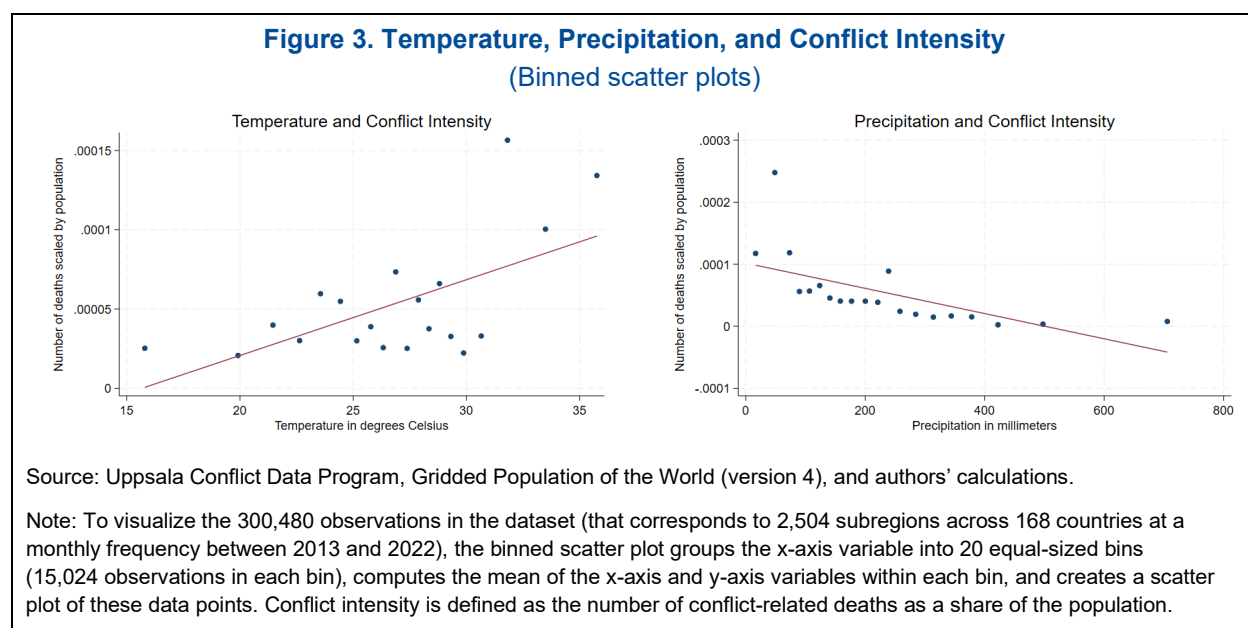 Figure 3. Temperature, Precipitation, and Conflict Intensity
(Binned scatter plots)
Temperature and Conflict Intensity
Number of deaths scaled by population
.00015
.0001
.00005
0
15 20 25 30 35
Temperature in degrees Celsius
Precipitation and Conflict Intensity
Number of deaths scaled by population
.0003
.0002
.0001
0
-.0001
0 200 400 600 800
Precipitation in millimeters
Source: Uppsala Conflict Data Program, Gridded Population of the World (version 4), and authors’ calculations.
Note: To visualize the 300,480 observations in the dataset (that corresponds to 2,504 subregions across 168 countries at a
monthly frequency between 2013 and 2022), the binned scatter plot groups the x-axis variable into 20 equal-sized bins
(15,024 observations in each bin), computes the mean of the x-axis and y-axis variables within each bin, and creates a scatter
plot of these data points. Conflict intensity is defined as the number of conflict-related deaths as a share of the population.